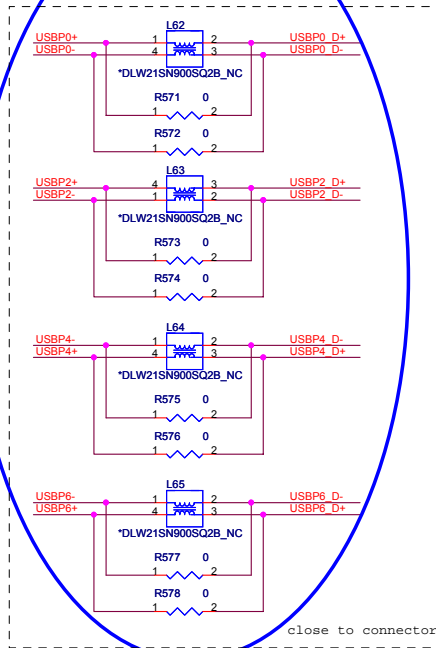 L62
USBP0+ 1 2 USBP0_D+
USBP0- 4 3 USBP0_D-
*DLW21SN900SQ2B_NC
R571 0
1 2
R572 0
1 2
L63
USBP2+ 4 3 USBP2_D+
USBP2- 1 2 USBP2_D-
*DLW21SN900SQ2B_NC
R573 0
1 2
R574 0
1 2
L64
USBP4- 1 2 USBP4_D-
USBP4+ 4 3 USBP4_D+
*DLW21SN900SQ2B_NC
R575 0
1 2
R576 0
1 2
L65
USBP6- 1 2 USBP6_D-
USBP6+ 4 3 USBP6_D+
*DLW21SN900SQ2B_NC
R577 0
1 2
R578 0
1 2
close to connector